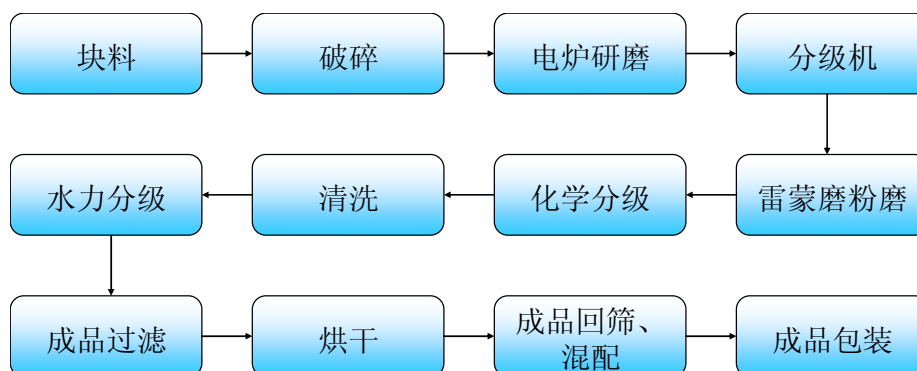 块料
破碎
电炉研磨
分级机
雷蒙磨粉磨
化学分级
清洗
水力分级
成品过滤
烘干
成品回筛、
混配
成品包装